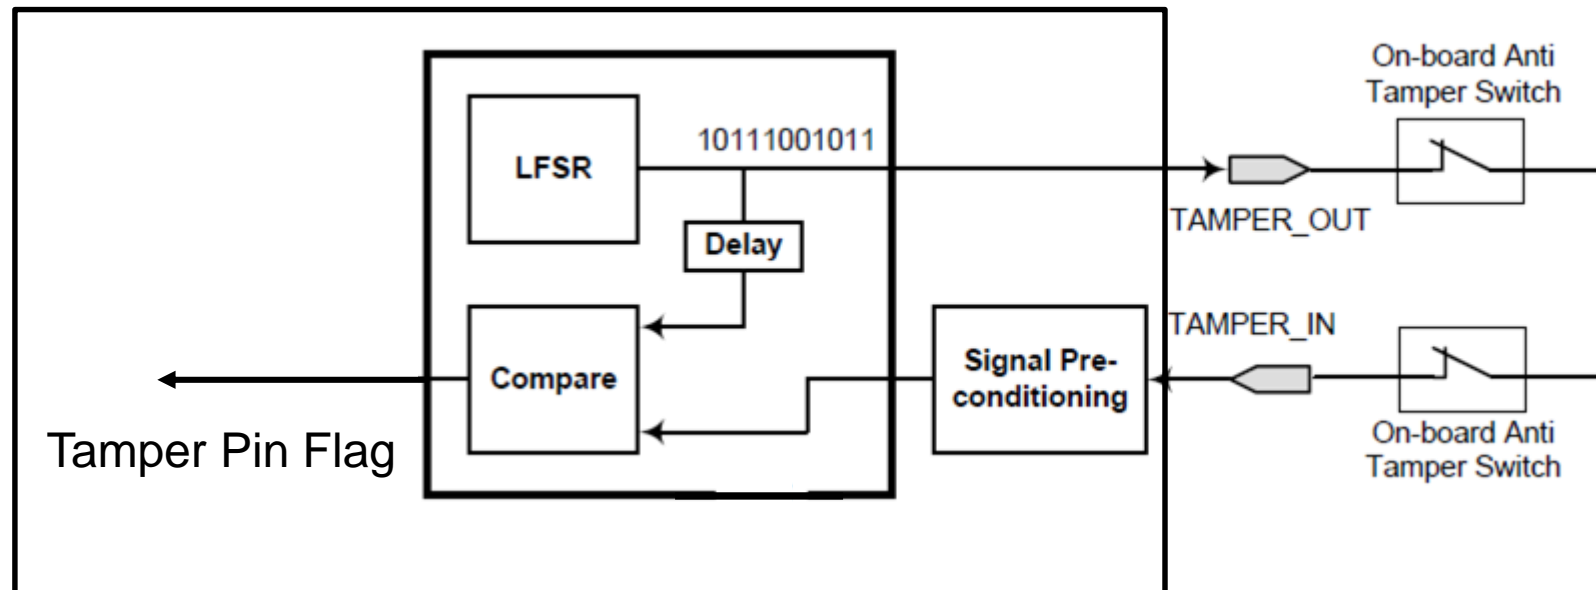 On-board Anti
Tamper Switch
10111001011
LFSR
TAMPER_OUT
Delay
TAMPER_IN
Signal Pre-
conditioning
Compare
Tamper Pin Flag
On-board Anti
Tamper Switch